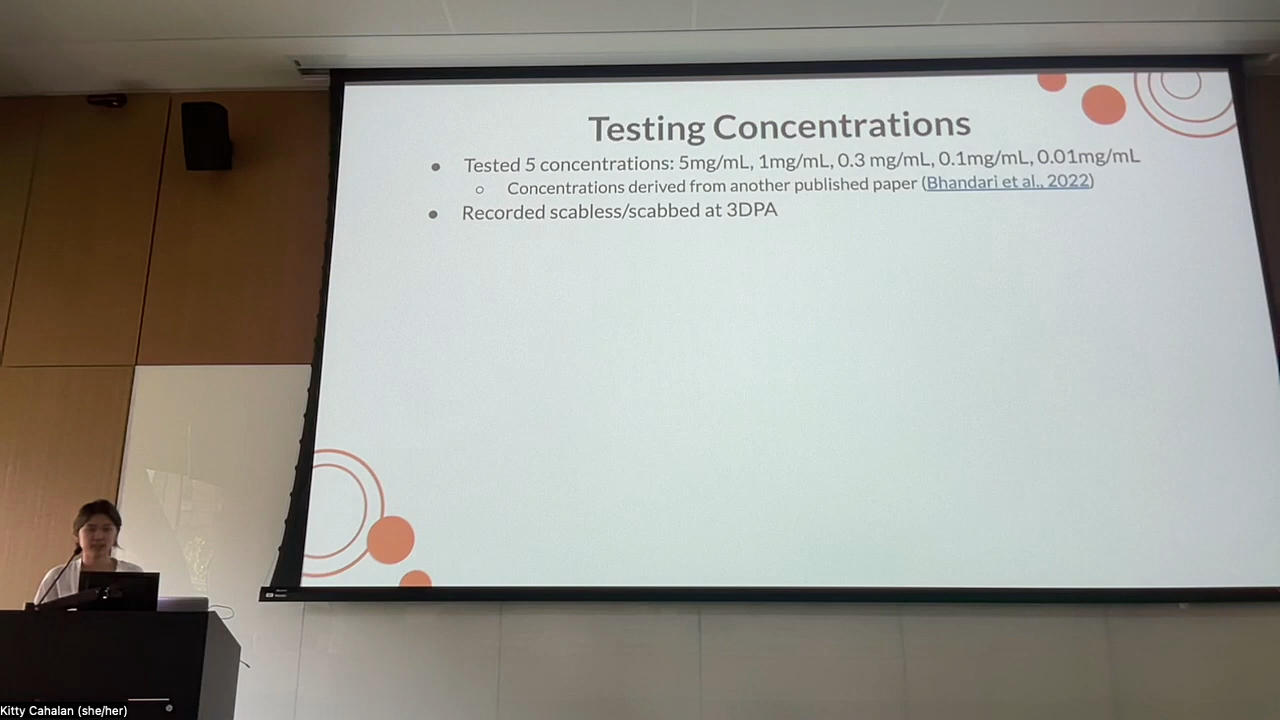 Testing Concentrations
● Tested 5 concentrations: 5mg/mL, 1mg/mL, 0.3 mg/mL, 0.1mg/mL, 0.01mg/mL
○ Concentrations derived from another published paper (Bhandari et al., 2022)
● Recorded scabless/scabbed at 3DPA
Kitty Cahalan (she/her)